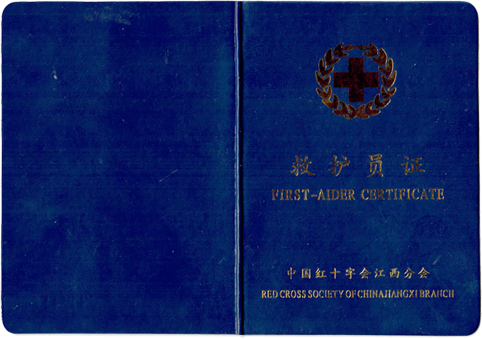 救护员证
FIRST-AIDER CERTIFICATE
中国红十字会江西分会
RED CROSS SOCIETY OF CHINA JIANGXI BRANCH